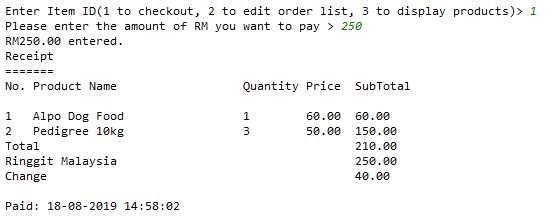 Enter Item ID(1 to checkout, 2 to edit order list, 3 to display products)> 1
Please enter the amount of RM you want to pay > 250
RM250.00 entered.
Receipt
=======
No. Product Name Quantity Price SubTotal
1 Alpo Dog Food 1 60.00 60.00
2 Pedigree 10kg 3 50.00 150.00
Total 210.00
Ringgit Malaysia 250.00
Change 40.00
Paid: 18-08-2019 14:58:02